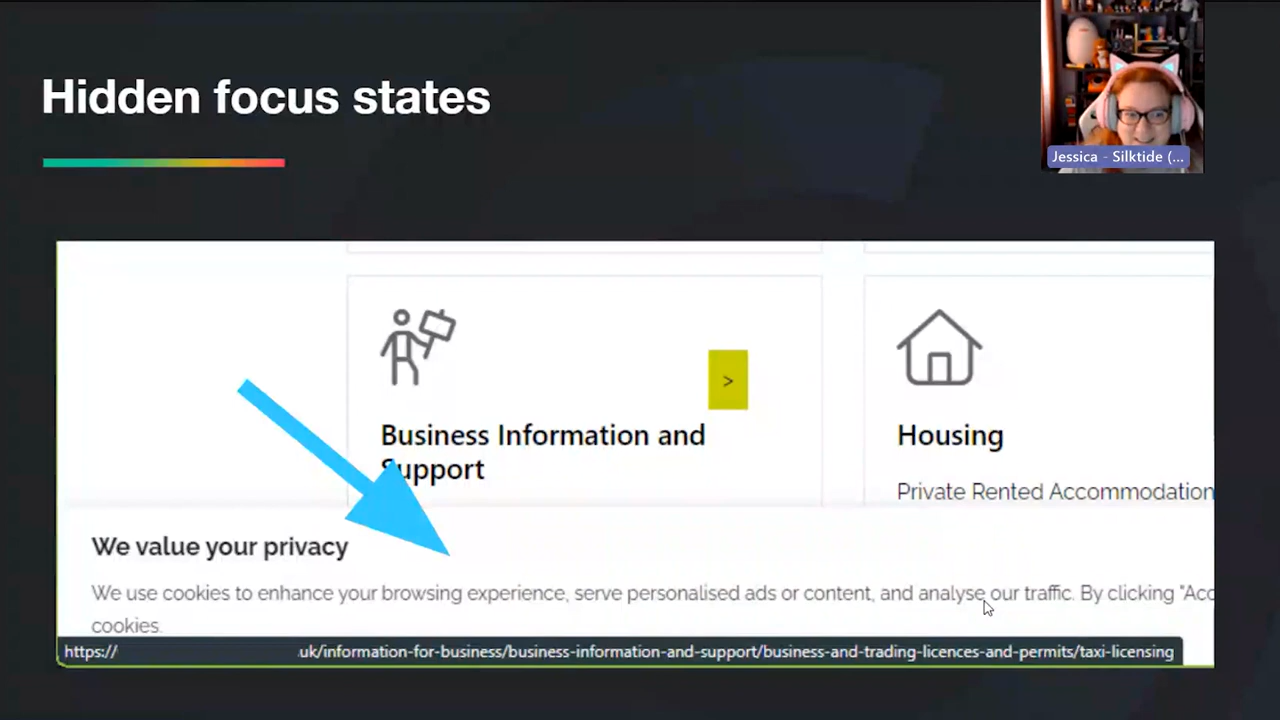 Hidden focus states
Jessica - Silktide (...
>
Business Information and
Support
Housing
Private Rented Accommodation
We value your privacy
We use cookies to enhance your browsing experience, serve personalised ads or content, and analyse our traffic. By clicking "Acc
cookies.
https:// .uk/information-for-business/business-information-and-support/business-and-trading-licences-and-permits/taxi-licensing